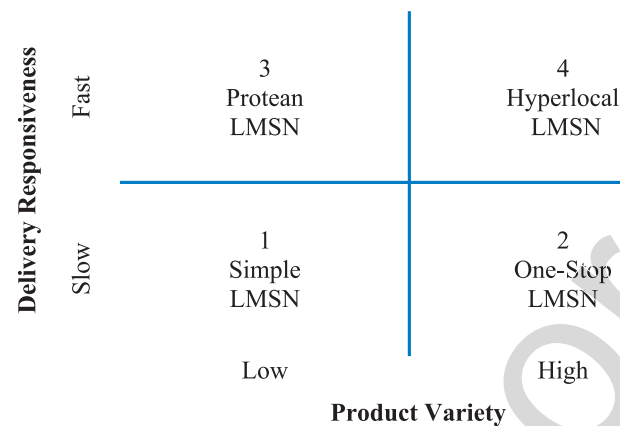 Delivery Responsiveness
Fast
3
Protean
LMSN
4
Hyperlocal
LMSN
Slow
1
Simple
LMSN
2
One-Stop
LMSN
Low
High
Product Variety